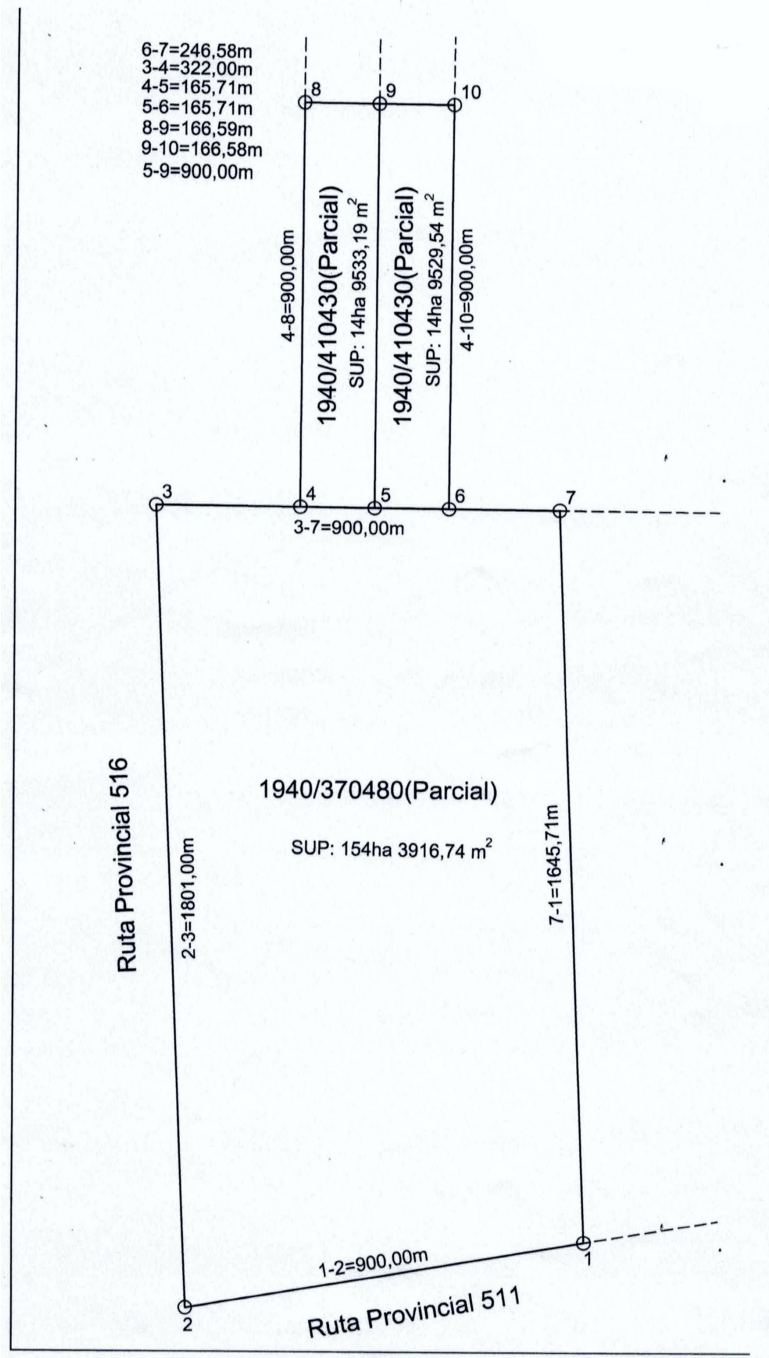 6-7=246,58m
3-4=322,00m
4-5=165,71m
5-6=165,71m
8-9=166,59m
9-10=166,58m
5-9=900,00m
8
9
10
4-8=900,00m
1940/410430(Parcial)
SUP: 14ha 9533,19 m²
1940/410430(Parcial)
SUP: 14ha 9529,54 m²
4-10=900,00m
3
4
5
6
7
3-7=900,00m
Ruta Provincial 516
2-3=1801,00m
1940/370480(Parcial)
SUP: 154ha 3916,74 m²
7-1=1645,71m
1-2=900,00m
1
2
Ruta Provincial 511